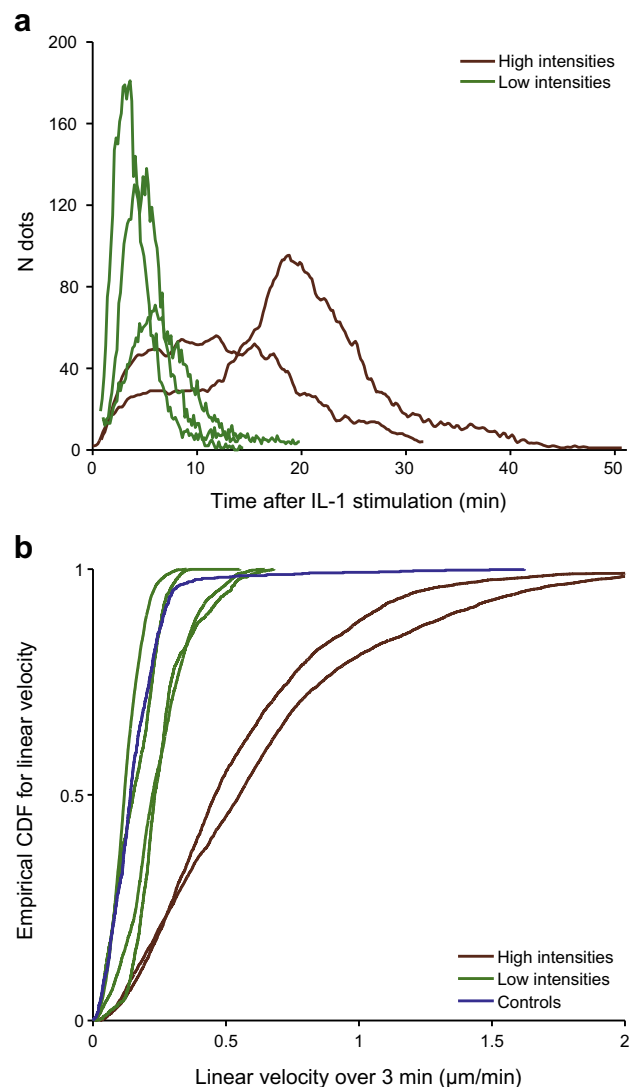 a
200
160
120
80
40
0
N dots
High intensities
Low intensities
0 10 20 30 40 50
Time after IL-1 stimulation (min)
b
1
0.5
0
Empirical CDF for linear velocity
High intensities
Low intensities
Controls
0 0.5 1 1.5 2
Linear velocity over 3 min (μm/min)